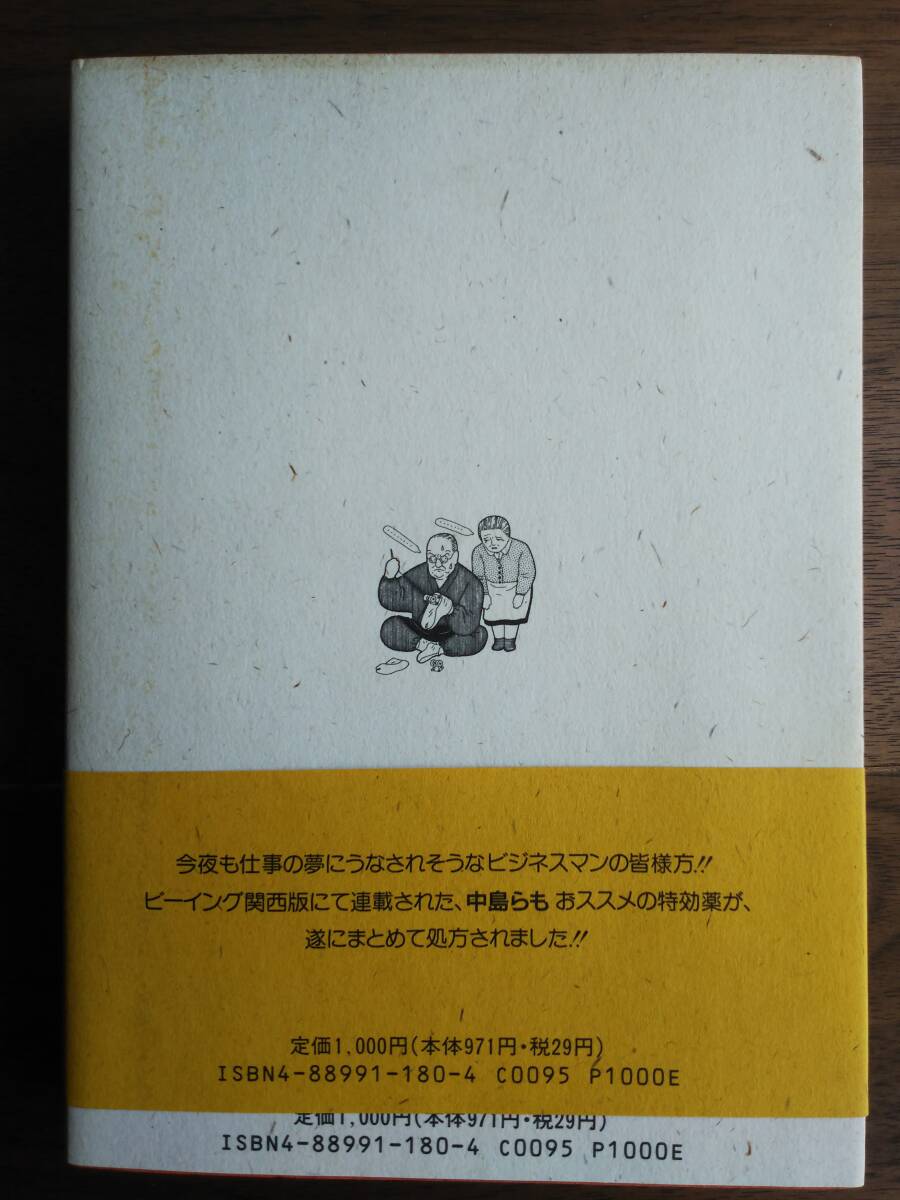 今夜も仕事の夢にうなされそうなビジネスマンの皆様方!!
ビーイング関西版にて連載された、中島らもおススメの特効薬が、
遂にまとめて処方されました!!
定価1,000円(本体971円・税29円)
ISBN4-88991-180-4 C0095 P1000E
定価1,000円(本体971円・税29円)
ISBN4-88991-180-4 C0095 P1000E